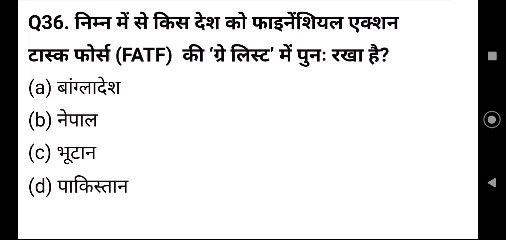 Q36. निम्न में से किस देश को फाइनेंशियल एक्शन
टास्क फोर्स (FATF) की 'ग्रे लिस्ट' में पुनः रखा है?
(a) बांग्लादेश
(b) नेपाल
(c) भूटान
(d) पाकिस्तान